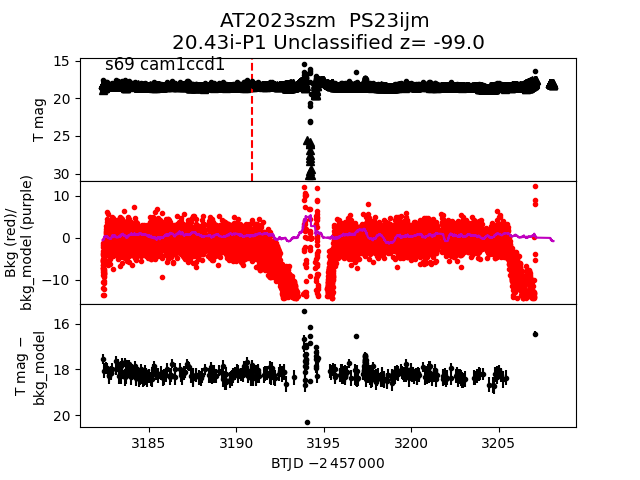 AT2023szm  PS23ijm
20.43i-P1 Unclassified z= -99.0
s69 cam1ccd1
15
20
25
30
T mag
10
0
−10
Bkg (red)/
bkg_model (purple)
16
18
20
T mag −
bkg_model
3185
3190
3195
3200
3205
BTJD −2 457 000